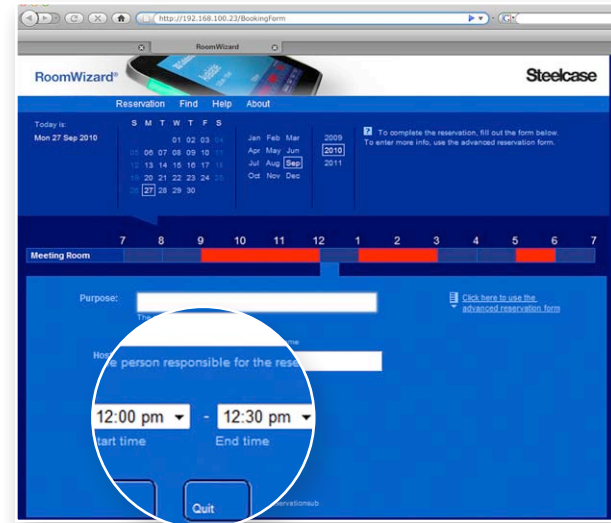 http://192.168.100.23/BookingForm
RoomWizard
RoomWizard®
Steelcase
Reservation Find Help About
Today is:
Mon 27 Sep 2010
S M T W T F S
01 02 03 04
05 06 07 08 09 10 11
12 13 14 15 16 17 18
19 20 21 22 23 24 25
26 27 28 29 30
Jan Feb Mar
Apr May Jun
Jul Aug Sep
Oct Nov Dec
2009
2010
2011
? To complete the reservation, fill out the form below.
To enter more info, use the advanced reservation form.
7 8 9 10 11 12 1 2 3 4 5 6 7
Meeting Room
Purpose:
Click here to use the
advanced reservation form
The
Host
person responsible for the rese
12:00 pm - 12:30 pm
tart time End time
Quit